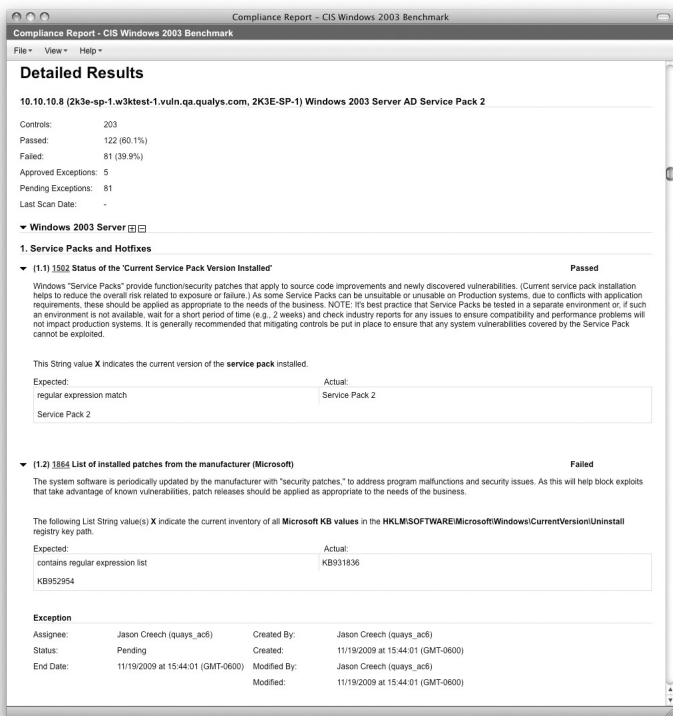 Compliance Report – CIS Windows 2003 Benchmark
Compliance Report - CIS Windows 2003 Benchmark
File View Help
Detailed Results
10.10.10.8 (2k3e-sp-1.w3ktest-1.vuln.qa.qualys.com, 2K3E-SP-1) Windows 2003 Server AD Service Pack 2
Controls: 203
Passed: 122 (60.1%)
Failed: 81 (39.9%)
Approved Exceptions: 5
Pending Exceptions: 81
Last Scan Date: -
Windows 2003 Server
1. Service Packs and Hotfixes
(1.1) 1502 Status of the 'Current Service Pack Version Installed' Passed
Windows "Service Packs" provide function/security patches that apply to source code improvements and newly discovered vulnerabilities. (Current service pack installation
helps to reduce the overall risk related to exposure or failure.) As some Service Packs can be unsuitable or unusable on Production systems, due to conflicts with application
requirements, these should be applied as appropriate to the needs of the business. NOTE: It's best practice that Service Packs be tested in a separate environment or, if such
an environment is not available, wait for a short period of time (e.g., 2 weeks) and check industry reports for any issues to ensure compatibility and performance problems will
not impact production systems. It is generally recommended that mitigating controls be put in place to ensure that any system vulnerabilities covered by the Service Pack
cannot be exploited.
This String value X indicates the current version of the service pack installed.
Expected: Actual:
regular expression match Service Pack 2
Service Pack 2
(1.2) 1864 List of installed patches from the manufacturer (Microsoft) Failed
The system software is periodically updated by the manufacturer with "security patches," to address program malfunctions and security issues. As this will help block exploits
that take advantage of known vulnerabilities, patch releases should be applied as appropriate to the needs of the business.
The following List String value(s) X indicate the current inventory of all Microsoft KB values in the HKLM\SOFTWARE\Microsoft\Windows\CurrentVersion\Uninstall
registry key path.
Expected: Actual:
contains regular expression list KB931836
KB952954
Exception
Assignee: Jason Creech (quays_ac6) Created By: Jason Creech (quays_ac6)
Status: Pending Created: 11/19/2009 at 15:44:01 (GMT-0600)
End Date: 11/19/2009 at 15:44:01 (GMT-0600) Modified By: Jason Creech (quays_ac6)
Modified: 11/19/2009 at 15:44:01 (GMT-0600)